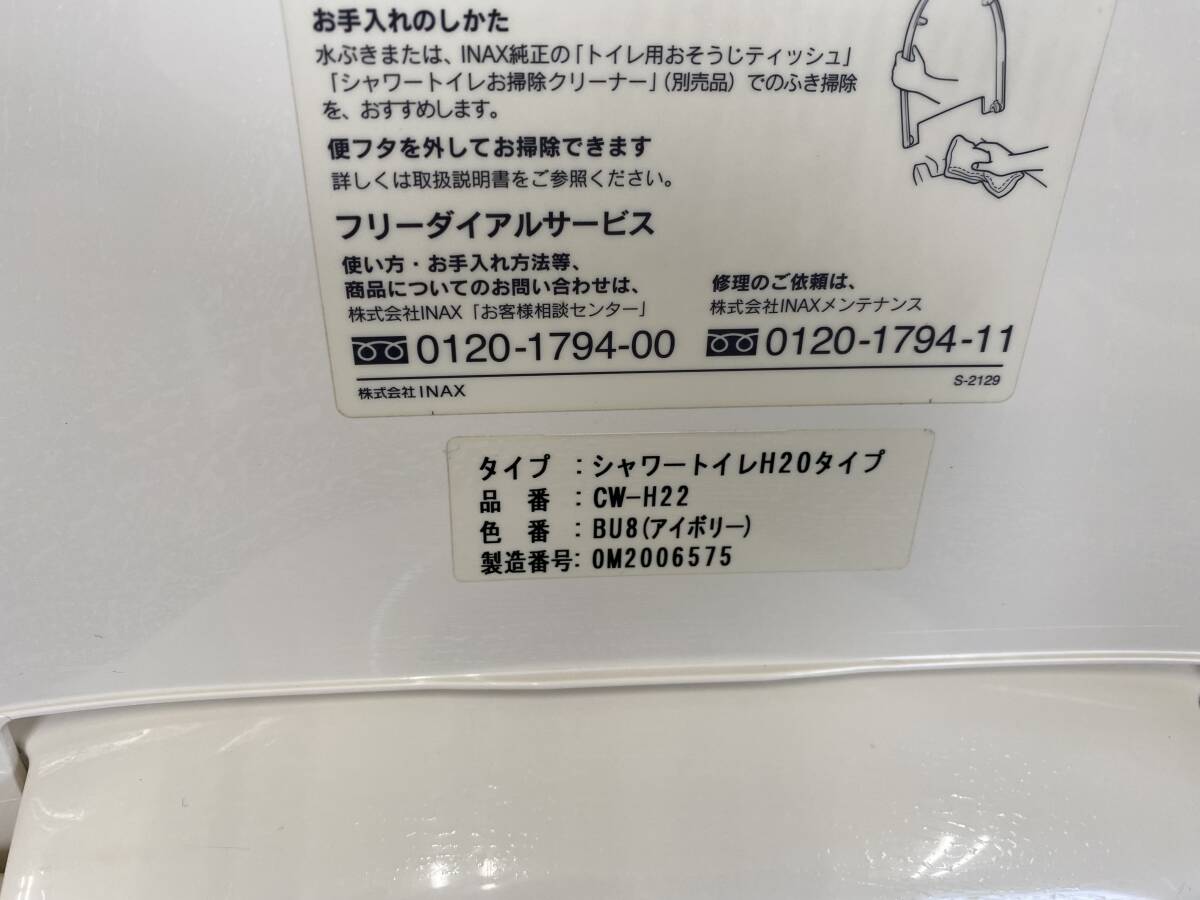 お手入れのしかた
水ぶきまたは、INAX純正の「トイレ用おそうじティッシュ」
「シャワートイレお掃除クリーナー」(別売品)でのふき掃除
を、おすすめします。
便フタを外してお掃除できます
詳しくは取扱説明書をご参照ください。
フリーダイアルサービス
使い方・お手入れ方法等、
商品についてのお問い合わせは、
株式会社INAX「お客様相談センター」
0120-1794-00
修理のご依頼は、
株式会社INAXメンテナンス
0120-1794-11
株式会社INAX
S-2129
タイプ:シャワートイレH20タイプ
品番:CW-H22
色番:BU8(アイボリー)
製造番号:0M2006575